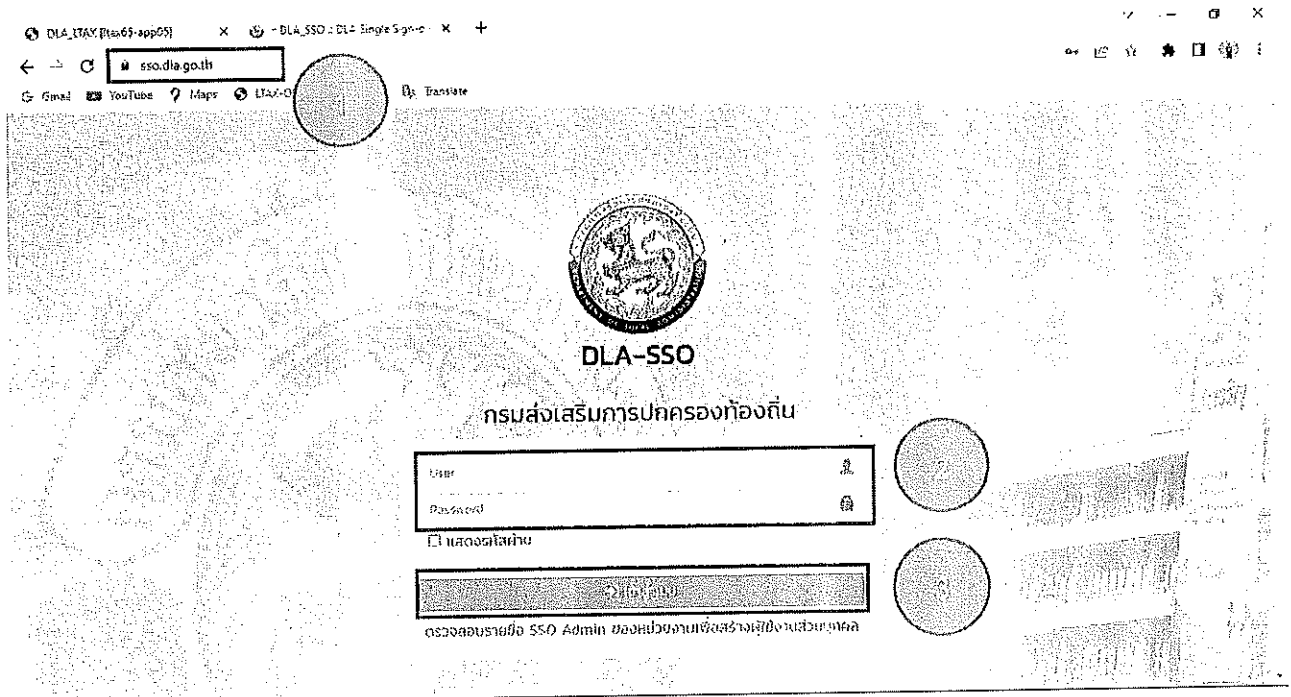 DLA_LTAX [ltax65-app05]
DLA_SSO : DLA Single Sign-o
sso.dla.go.th
Gmail YouTube Maps LTAX-O Translate
1
DLA-SSO
กรมส่งเสริมการปกครองท้องถิ่น
User
2
Password
แสดงรหัสผ่าน
3
ตรวจสอบรายชื่อ SSO Admin ของหน่วยงานเพื่อสร้างผู้ใช้งานส่วนบุคคล